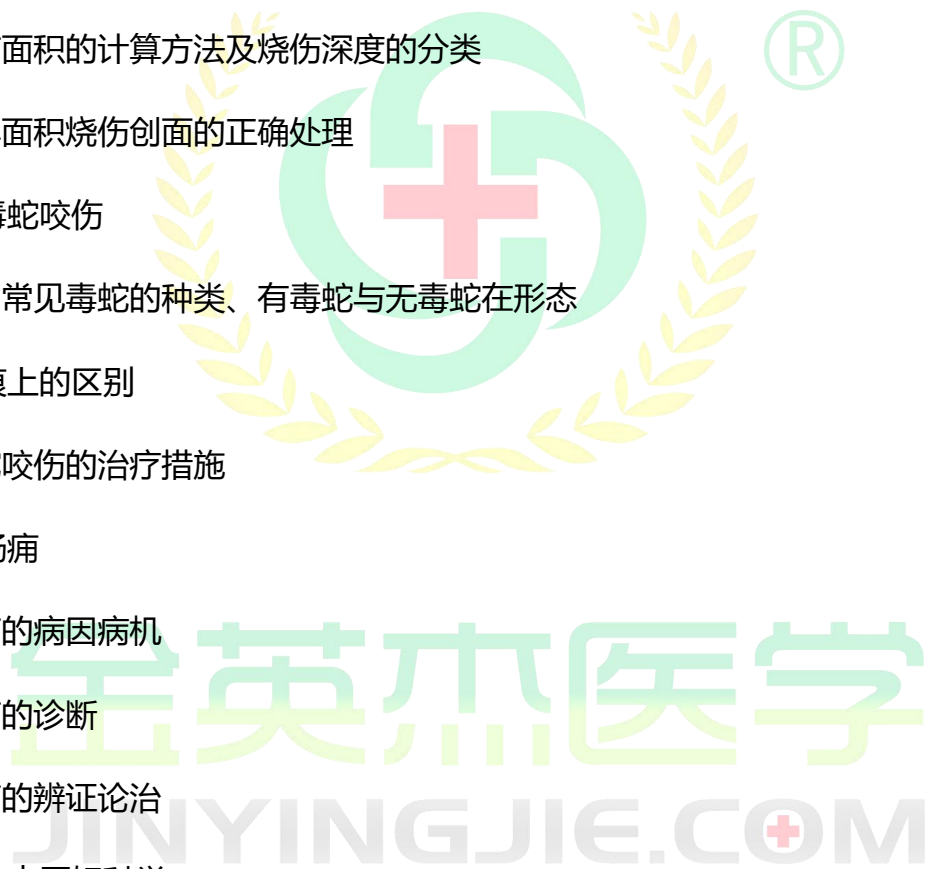 面积的计算方法及烧伤深度的分类
®
面积烧伤创面的正确处理
毒蛇咬伤
常见毒蛇的种类、有毒蛇与无毒蛇在形态
上的区别
咬伤的治疗措施
肠痈
的病因病机
金英杰医学
的诊断
的辨证论治
JINYINGJIE.COM